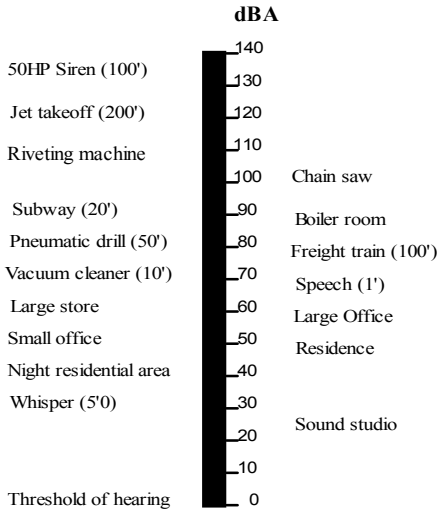 dBA
140
50HP Siren (100')
130
Jet takeoff (200')
120
110
Riveting machine
100
Chain saw
Subway (20')
90
Boiler room
Pneumatic drill (50')
80
Freight train (100')
Vacuum cleaner (10')
70
Speech (1')
Large store
60
Large Office
Small office
50
Residence
Night residential area
40
Whisper (5'0)
30
Sound studio
20
10
Threshold of hearing
0